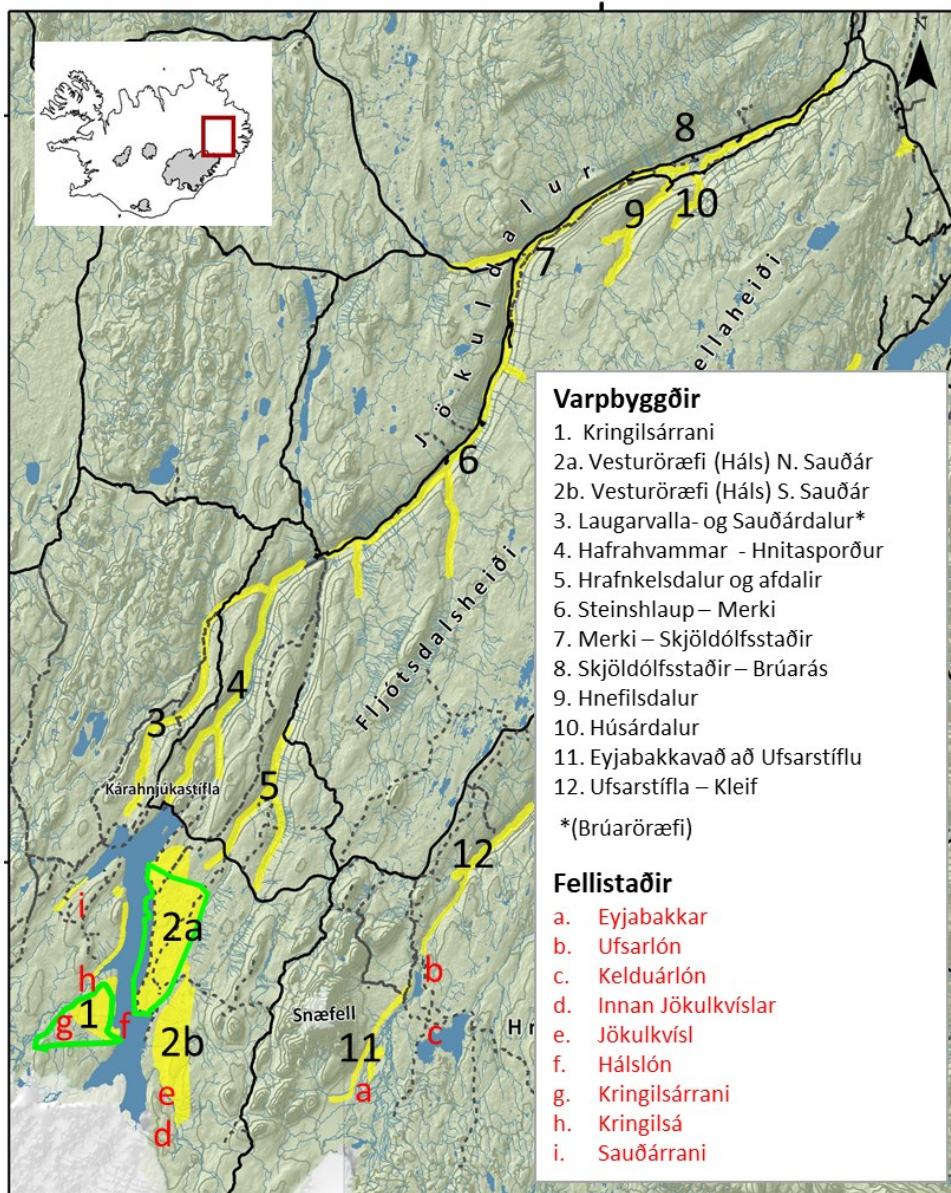 8
9
10
7
6
Jökuldalur
ellaheiði
Fljótsdalsheiði
4
3
Kárahnjúkastífla
5
12
i
2a
b
h
1
g
f
Snæfell
c
Hr
2b
11
e
a
d
Varpbyggðir
1. Kringilsárrani
2a. Vesturöræfi (Háls) N. Sauðár
2b. Vesturöræfi (Háls) S. Sauðár
3. Laugarvalla- og Sauðárdalur*
4. Hafrahvammar - Hnitasporður
5. Hrafnkelsdalur og afdalir
6. Steinshlaup – Merki
7. Merki – Skjöldólfsstaðir
8. Skjöldólfsstaðir – Brúarás
9. Hnefilsdalur
10. Húsárdalur
11. Eyjabakkavað að Ufsarstíflu
12. Ufsarstífla – Kleif
*(Brúaröræfi)
Fellistaðir
a. Eyjabakkar
b. Ufsarlón
c. Kelduárlón
d. Innan Jökulkvíslar
e. Jökulkvísl
f. Hálslón
g. Kringilsárrani
h. Kringilsá
i. Sauðárrani